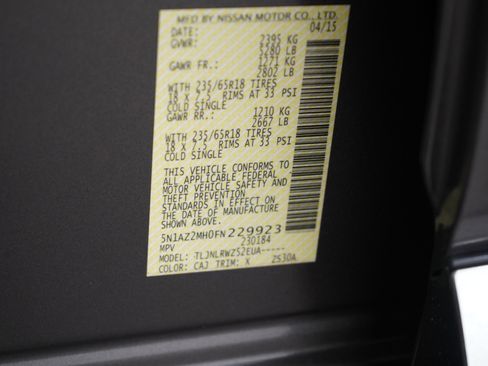 MFD BY NISSAN MOTOR CO., LTD.
DATE: 04/15
GVWR: 2395 KG
5280 LB
GAWR FR.: 1271 KG
2802 LB
WITH 235/65R18 TIRES
18 X 7.5 RIMS AT 33 PSI
COLD SINGLE
GAWR RR.: 1210 KG
2667 LB
WITH 235/65R18 TIRES
18 X 7.5 RIMS AT 33 PSI
COLD SINGLE
THIS VEHICLE CONFORMS TO
ALL APPLICABLE FEDERAL
MOTOR VEHICLE SAFETY AND
THEFT PREVENTION
STANDARDS IN EFFECT ON
THE DATE OF MANUFACTURE
SHOWN ABOVE.
5N1AZ2MH0FN229923
MPV 230184
MODEL: TLJNLRWZ52EUA-----
COLOR: CAJ TRIM: X ZS30A